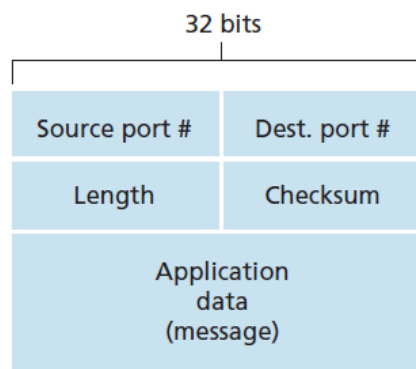 32 bits
Source port #
Dest. port #
Length
Checksum
Application
data
(message)